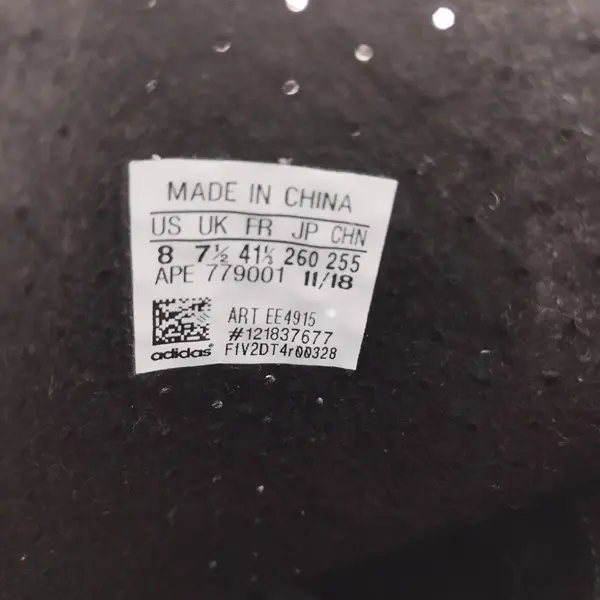 MADE IN CHINA
US UK FR JP CHN
8 7½ 41⅓ 260 255
APE 779001 11/18
ART EE4915
#121837677
adidas® F1V2DT4r00328